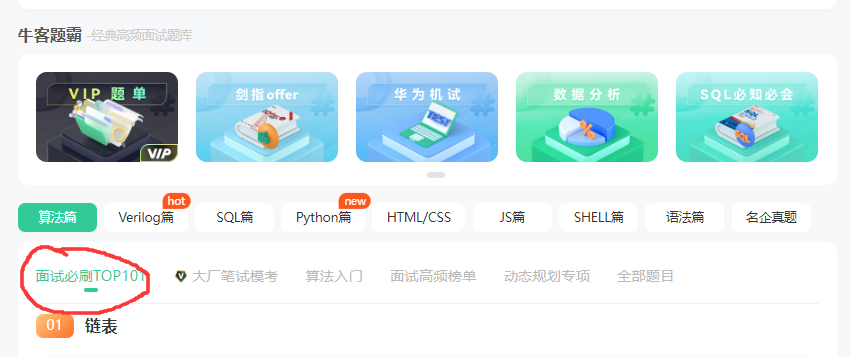 牛客题霸 -经典高频面试题库
VIP 题单 剑指offer 华为机试 数据分析 SQL必知必会
TEST
VIP
hot new
算法篇 Verilog篇 SQL篇 Python篇 HTML/CSS JS篇 SHELL篇 语法篇 名企真题
面试必刷TOP101 V 大厂笔试模考 算法入门 面试高频榜单 动态规划专项 全部题目
01 链表